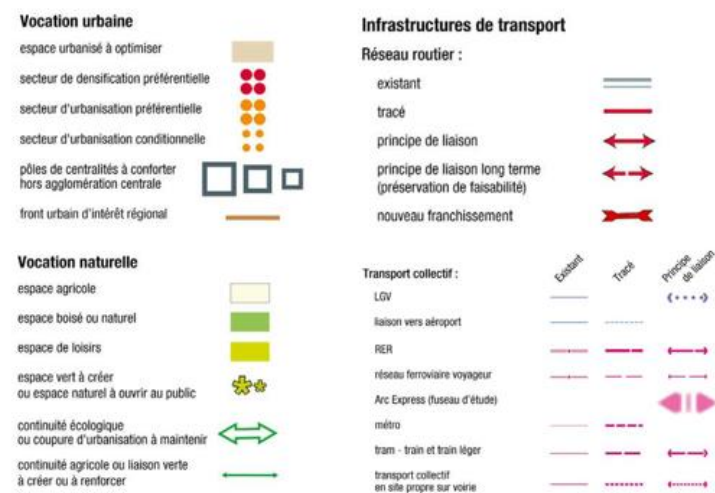 Vocation urbaine
espace urbanisé à optimiser
secteur de densification préférentielle
secteur d'urbanisation préférentielle
secteur d'urbanisation conditionnelle
pôles de centralités à conforter
hors agglomération centrale
front urbain d'intérêt régional
Vocation naturelle
espace agricole
espace boisé ou naturel
espace de loisirs
espace vert à créer
ou espace naturel à ouvrir au public
continuité écologique
ou coupure d'urbanisation à maintenir
continuité agricole ou liaison verte
à créer ou à renforcer
Infrastructures de transport
Réseau routier :
existant
tracé
principe de liaison
principe de liaison long terme
(préservation de faisabilité)
nouveau franchissement
Transport collectif :
Existant
Tracé
Principe
de liaison
LGV
liaison vers aéroport
RER
réseau ferroviaire voyageur
Arc Express (fuseau d'étude)
métro
tram - train et train léger
transport collectif
en site propre sur voirie